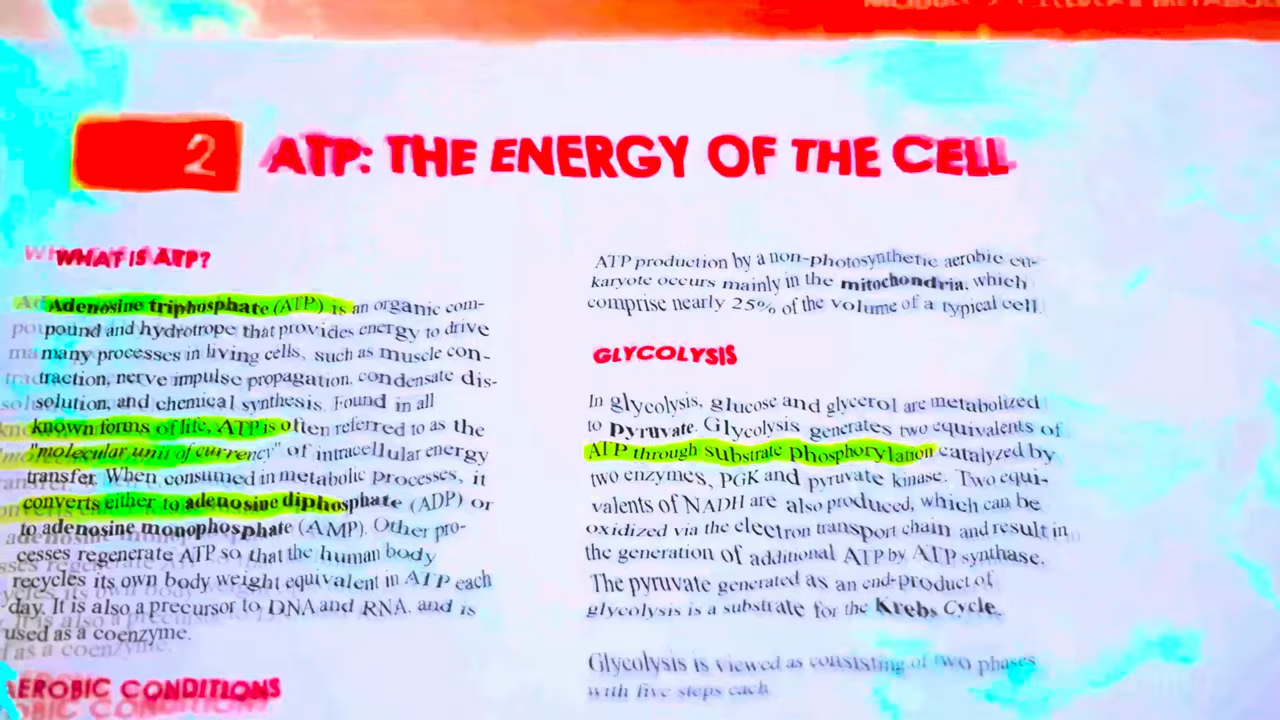 2
ATP: THE ENERGY OF THE CELL
WHAT IS ATP?
Adenosine triphosphate (ATP) is an organic com-
pound and hydrotrope that provides energy to drive
many processes in living cells, such as muscle con-
traction, nerve impulse propagation, condensate dis-
solution, and chemical synthesis. Found in all
known forms of life, ATP is often referred to as the
"molecular unit of currency" of intracellular energy
transfer. When consumed in metabolic processes, it
converts either to adenosine diphosphate (ADP) or
to adenosine monophosphate (AMP). Other pro-
cesses regenerate ATP so that the human body
recycles its own body weight equivalent in ATP each
day. It is also a precursor to DNA and RNA, and is
used as a coenzyme.
AEROBIC CONDITIONS
ATP production by a non-photosynthetic aerobic eu-
karyote occurs mainly in the mitochondria, which
comprise nearly 25% of the volume of a typical cell.
GLYCOLYSIS
In glycolysis, glucose and glycerol are metabolized
to pyruvate. Glycolysis generates two equivalents of
ATP through substrate phosphorylation catalyzed by
two enzymes, PGK and pyruvate kinase. Two equi-
valents of NADH are also produced, which can be
oxidized via the electron transport chain and result in
the generation of additional ATP by ATP synthase.
The pyruvate generated as an end-product of
glycolysis is a substrate for the Krebs Cycle.
Glycolysis is viewed as consisting of two phases
with five steps each.